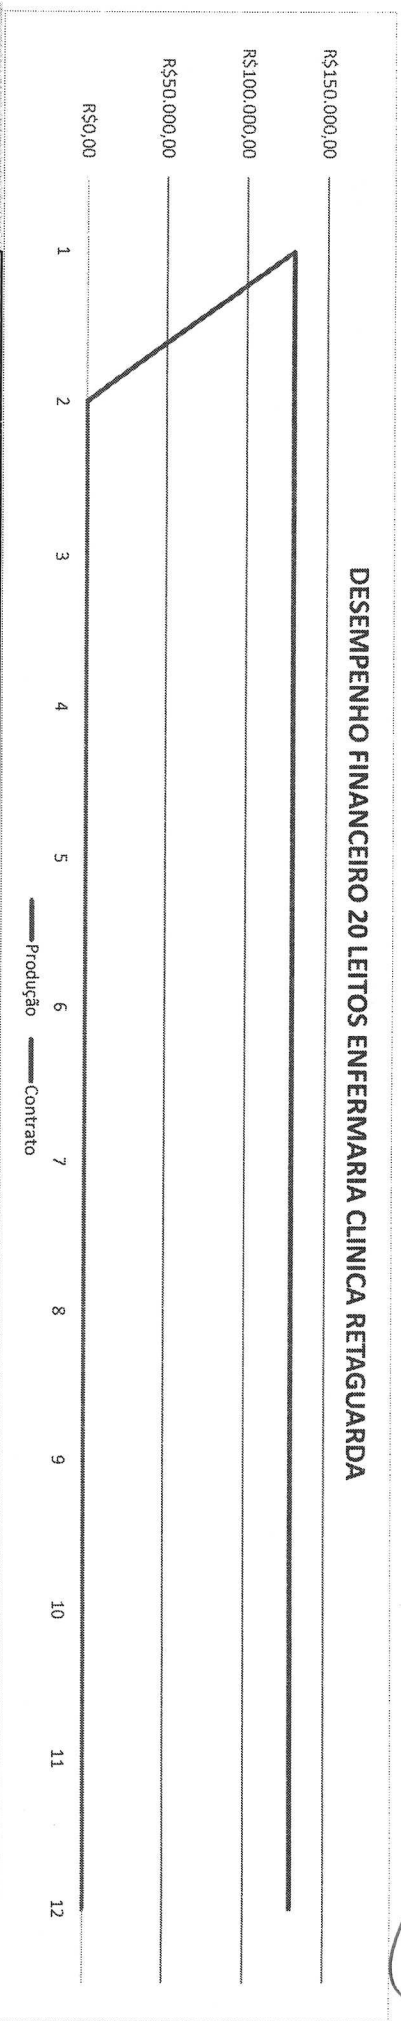 DESEMPENHO FINANCEIRO 20 LEITOS ENFERMARIA CLINICA RETAGUARDA
R$150.000,00
R$100.000,00
R$50.000,00
R$0,00
1 2 3 4 5 6 7 8 9 10 11 12
Produção Contrato